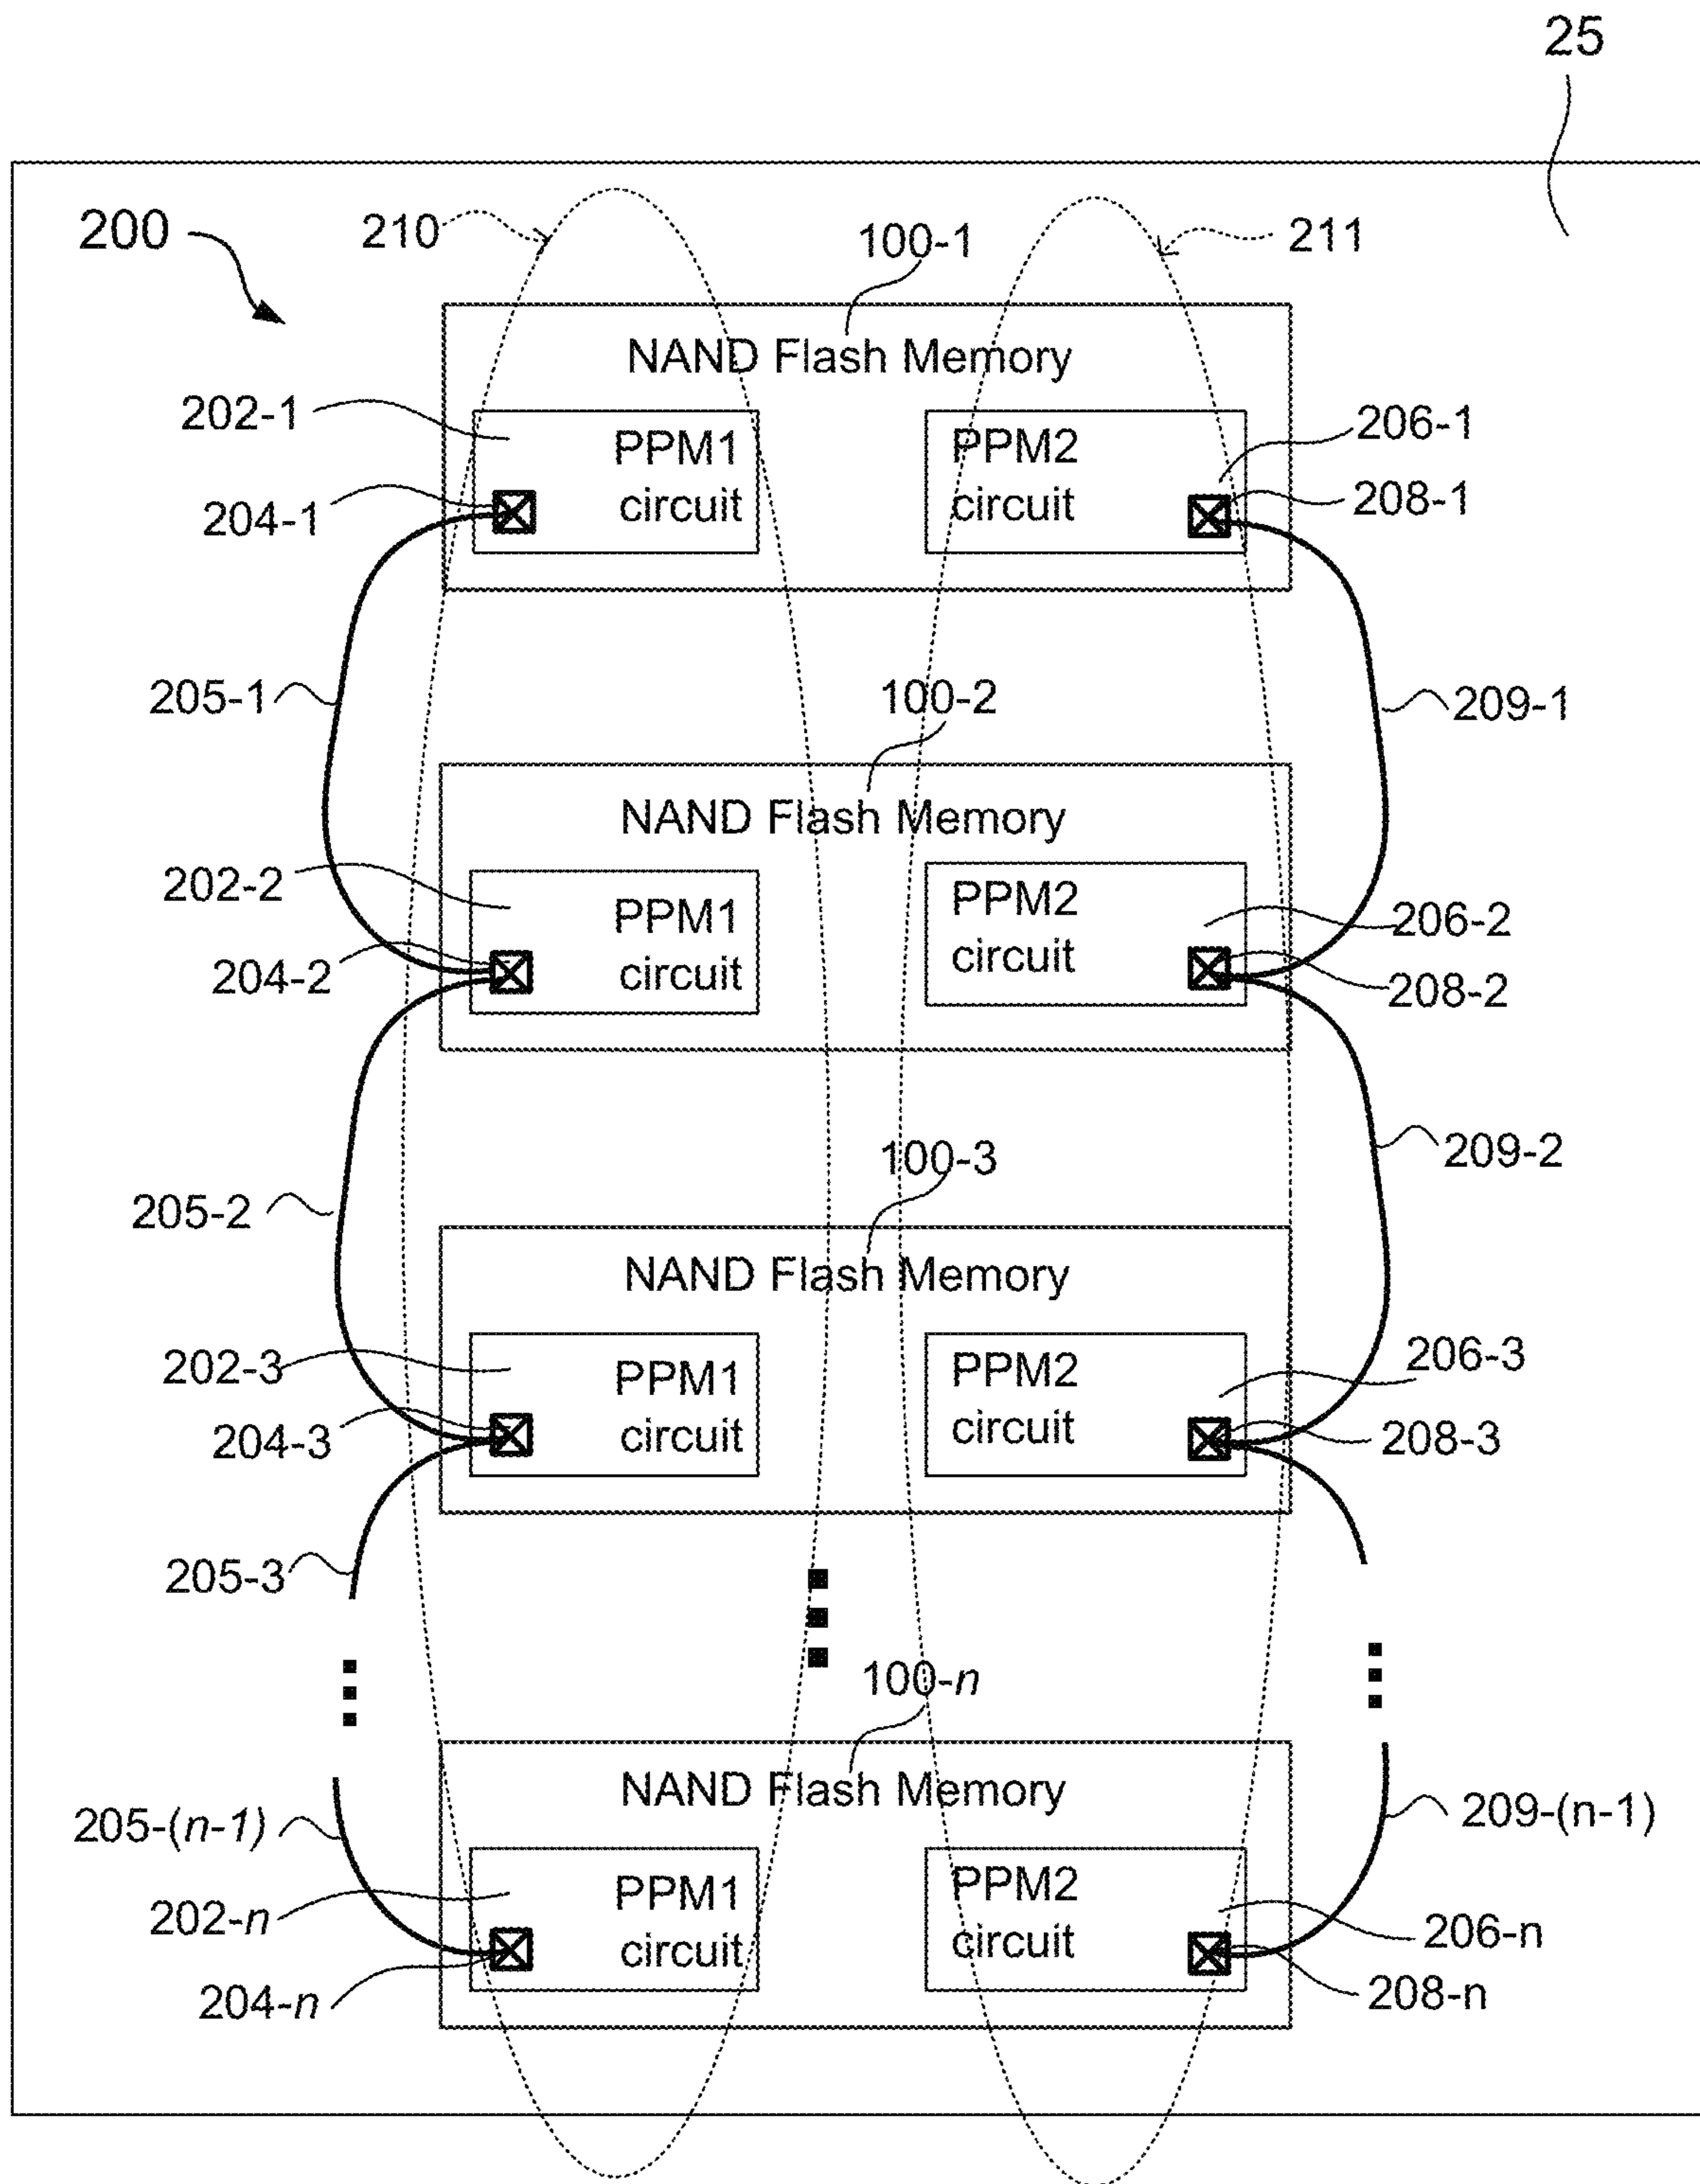 25
200
210
100-1
211
NAND Flash Memory
202-1
PPM1
circuit
PPM2
circuit
206-1
204-1
208-1
205-1
100-2
209-1
NAND Flash Memory
202-2
PPM1
circuit
PPM2
circuit
206-2
204-2
208-2
100-3
209-2
205-2
NAND Flash Memory
202-3
PPM1
circuit
PPM2
circuit
206-3
204-3
208-3
205-3
100-n
NAND Flash Memory
205-(n-1)
209-(n-1)
202-n
PPM1
circuit
PPM2
circuit
206-n
204-n
208-n